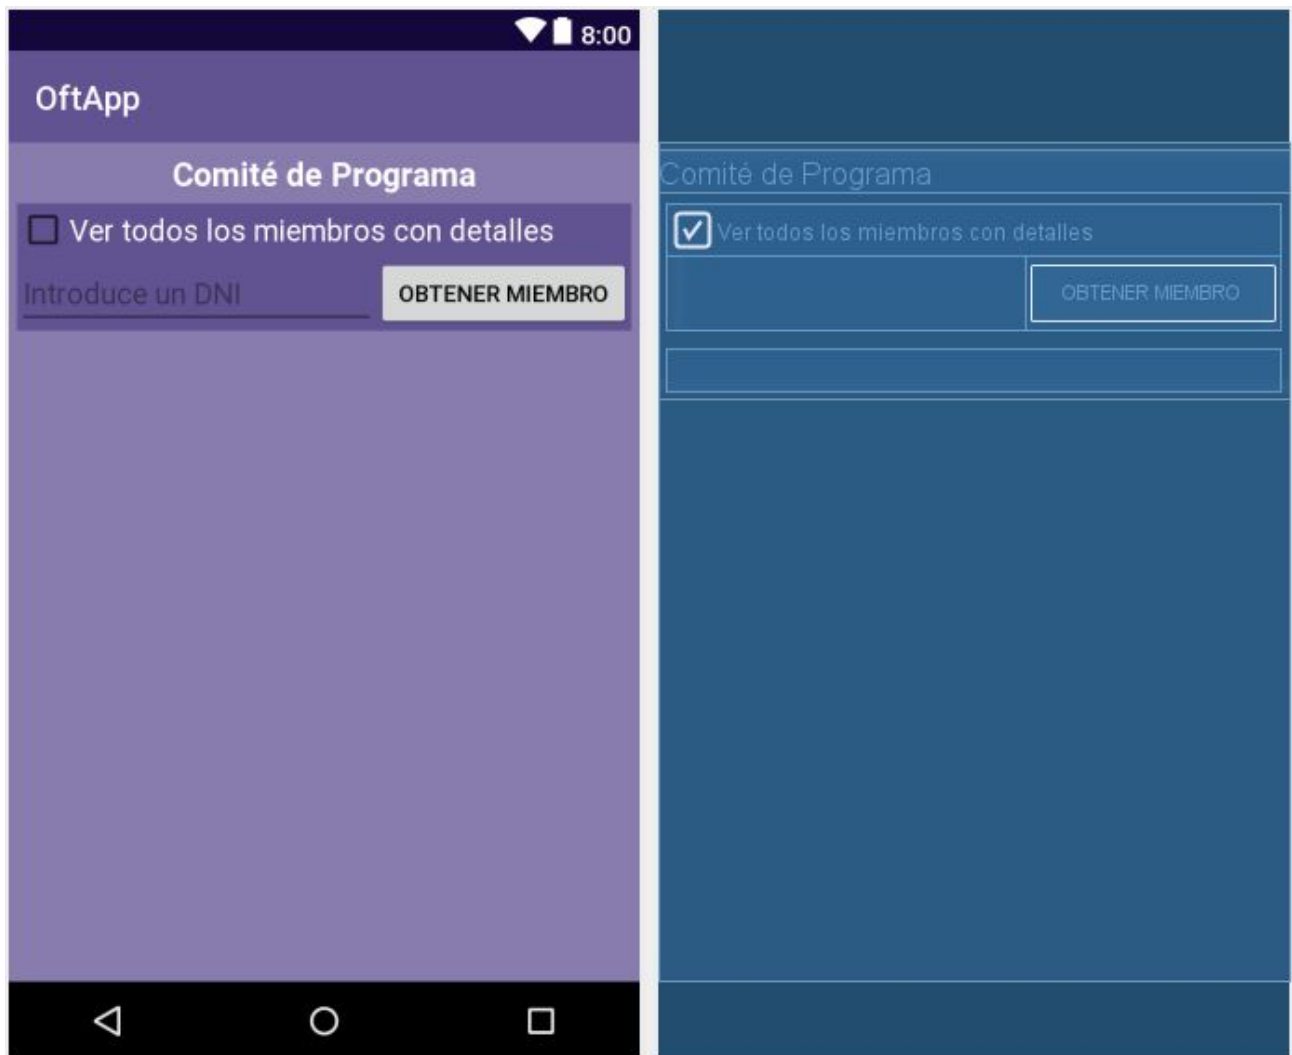 8:00
OftApp
Comité de Programa
Ver todos los miembros con detalles
Introduce un DNI
OBTENER MIEMBRO
Comité de Programa
Ver todos los miembros con detalles
OBTENER MIEMBRO